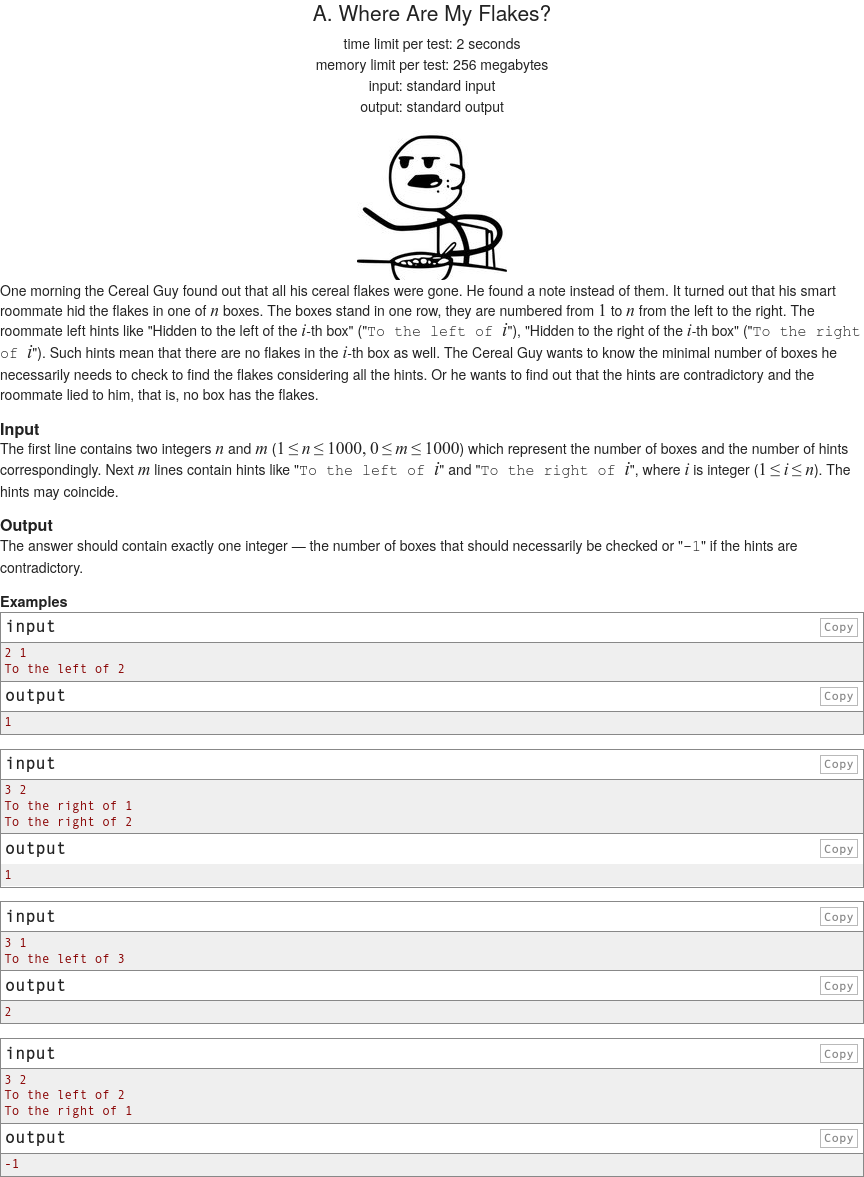 A. Where Are My Flakes?
time limit per test: 2 seconds
memory limit per test: 256 megabytes
input: standard input
output: standard output
One morning the Cereal Guy found out that all his cereal flakes were gone. He found a note instead of them. It turned out that his smart
roommate hid the flakes in one of n boxes. The boxes stand in one row, they are numbered from 1 to n from the left to the right. The
roommate left hints like "Hidden to the left of the i-th box" ("To the left of i"), "Hidden to the right of the i-th box" ("To the right
of i"). Such hints mean that there are no flakes in the i-th box as well. The Cereal Guy wants to know the minimal number of boxes he
necessarily needs to check to find the flakes considering all the hints. Or he wants to find out that the hints are contradictory and the
roommate lied to him, that is, no box has the flakes.
Input
The first line contains two integers n and m (1 ≤ n ≤ 1000, 0 ≤ m ≤ 1000) which represent the number of boxes and the number of hints
correspondingly. Next m lines contain hints like "To the left of i" and "To the right of i", where i is integer (1 ≤ i ≤ n). The
hints may coincide.
Output
The answer should contain exactly one integer — the number of boxes that should necessarily be checked or "-1" if the hints are
contradictory.
Examples
input Copy
2 1
To the left of 2
output Copy
1
input Copy
3 2
To the right of 1
To the right of 2
output Copy
1
input Copy
3 1
To the left of 3
output Copy
2
input Copy
3 2
To the left of 2
To the right of 1
output Copy
-1